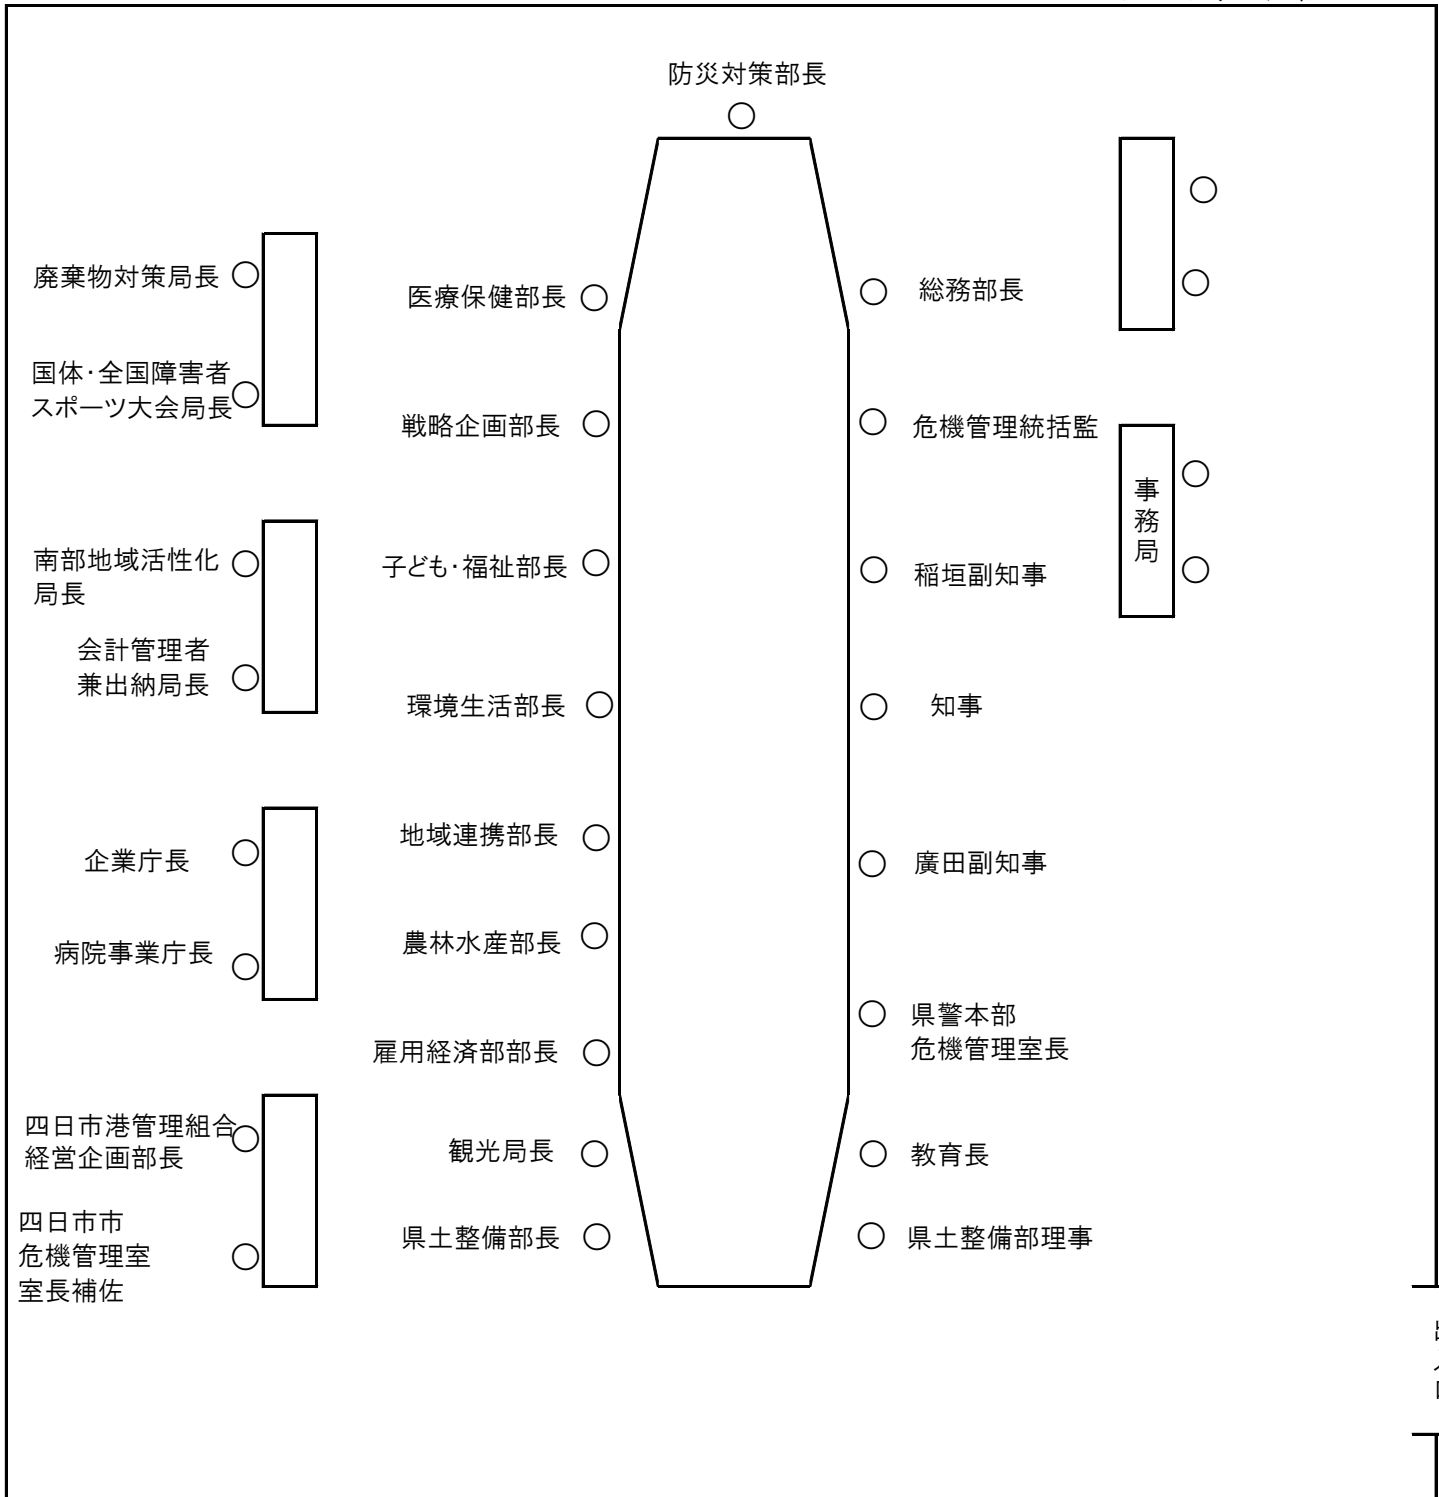 防災対策部長
廃棄物対策局長
国体・全国障害者
スポーツ大会局長
南部地域活性化
局長
会計管理者
兼出納局長
企業庁長
病院事業庁長
四日市港管理組合
経営企画部長
四日市市
危機管理室
室長補佐
医療保健部長
戦略企画部長
子ども・福祉部長
環境生活部長
地域連携部長
農林水産部長
雇用経済部部長
観光局長
県土整備部長
総務部長
危機管理統括監
稲垣副知事
知事
廣田副知事
県警本部
危機管理室長
教育長
県土整備部理事
事務局